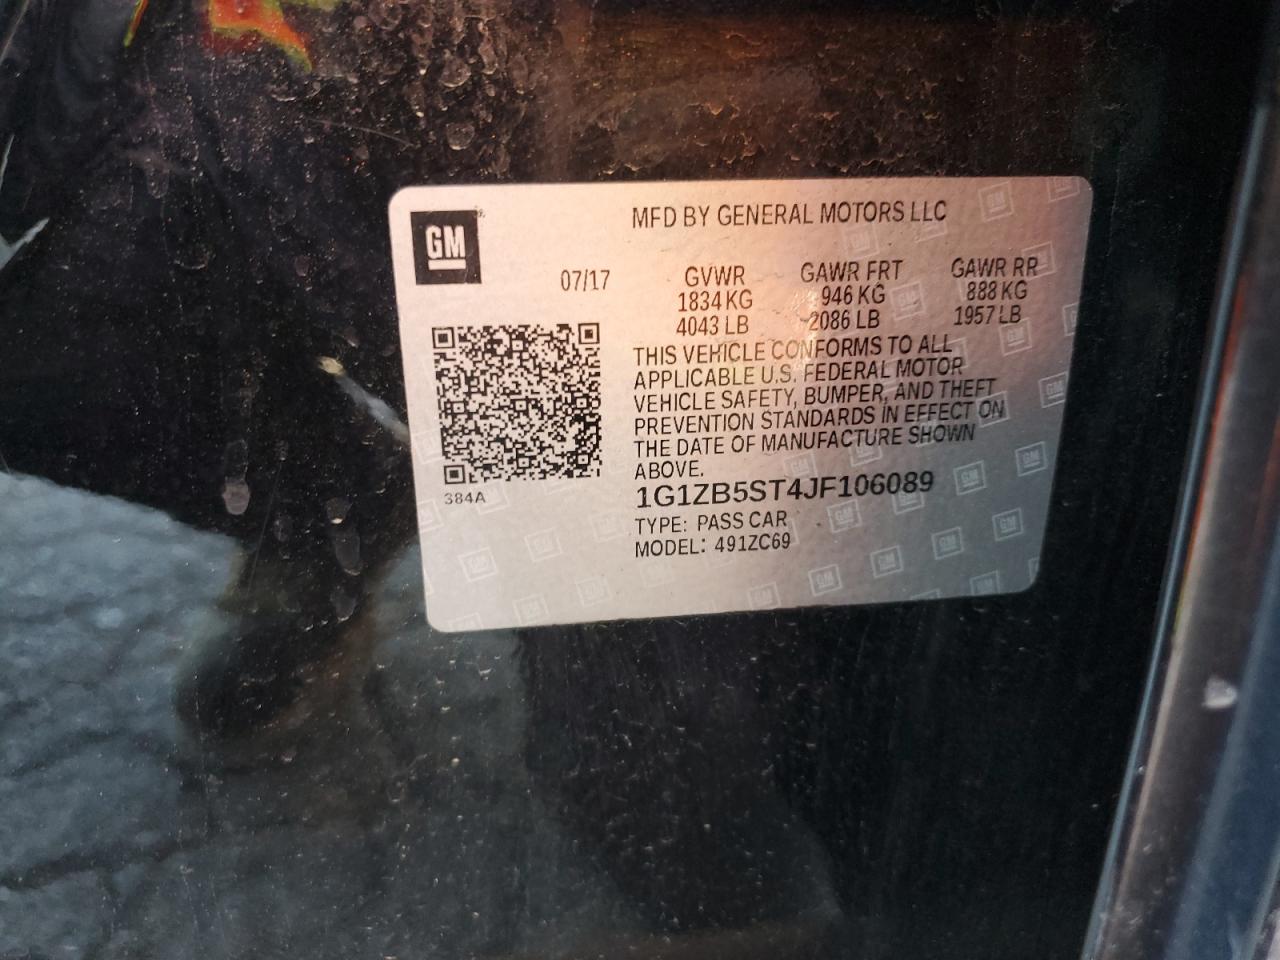 GM
MFD BY GENERAL MOTORS LLC
07/17 GVWR GAWR FRT GAWR RR
1834 KG 946 KG 888 KG
4043 LB 2086 LB 1957 LB
THIS VEHICLE CONFORMS TO ALL
APPLICABLE U.S. FEDERAL MOTOR
VEHICLE SAFETY, BUMPER, AND THEFT
PREVENTION STANDARDS IN EFFECT ON
THE DATE OF MANUFACTURE SHOWN
ABOVE.
384A
1G1ZB5ST4JF106089
TYPE: PASS CAR
MODEL: 491ZC69